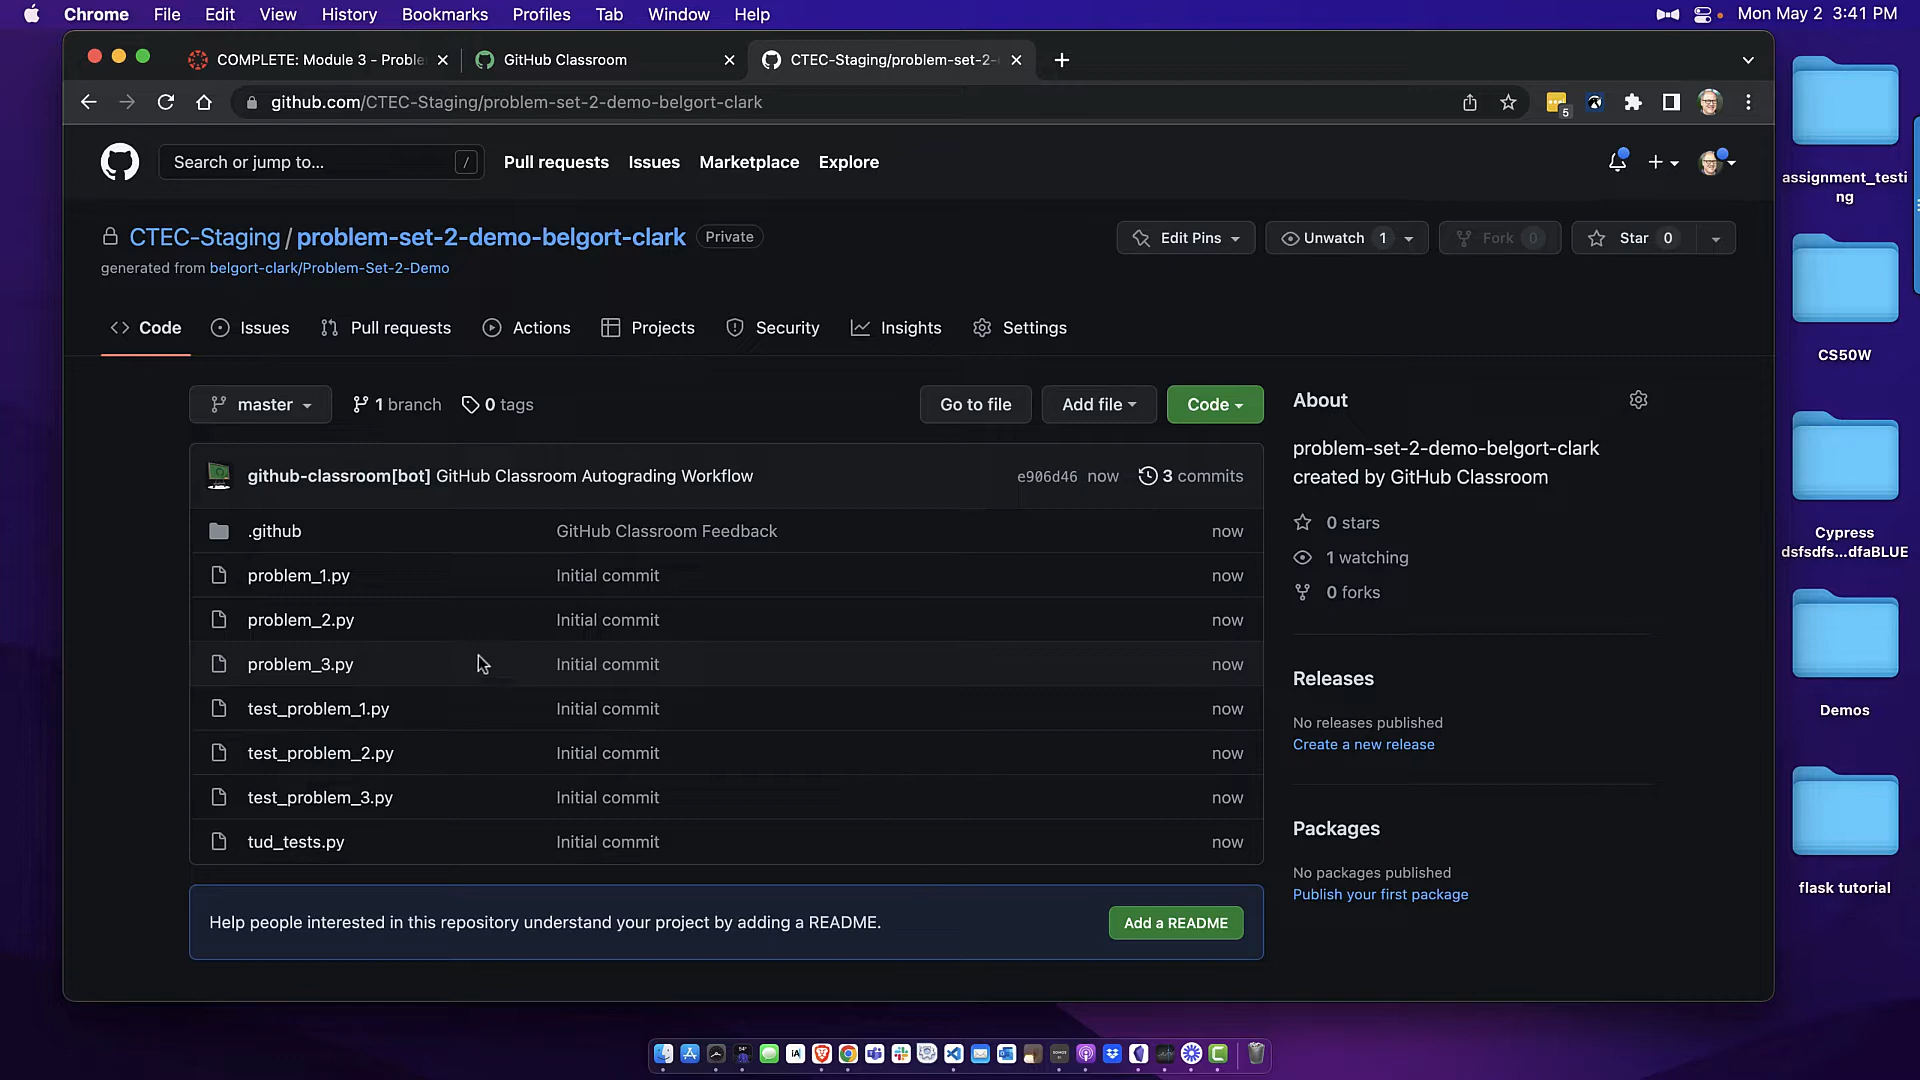 Chrome File Edit View History Bookmarks Profiles Tab Window Help
Mon May 2 3:41 PM
COMPLETE: Module 3 - Proble
GitHub Classroom
CTEC-Staging/problem-set-2-
github.com/CTEC-Staging/problem-set-2-demo-belgort-clark
5
Search or jump to... /
Pull requests Issues Marketplace Explore
CTEC-Staging / problem-set-2-demo-belgort-clark Private
generated from belgort-clark/Problem-Set-2-Demo
Edit Pins Unwatch 1 Fork 0 Star 0
Code Issues Pull requests Actions Projects Security Insights Settings
master 1 branch 0 tags
Go to file Add file Code
github-classroom[bot] GitHub Classroom Autograding Workflow e906d46 now 3 commits
.github GitHub Classroom Feedback now
problem_1.py Initial commit now
problem_2.py Initial commit now
problem_3.py Initial commit now
test_problem_1.py Initial commit now
test_problem_2.py Initial commit now
test_problem_3.py Initial commit now
tud_tests.py Initial commit now
Help people interested in this repository understand your project by adding a README.
Add a README
About
problem-set-2-demo-belgort-clark
created by GitHub Classroom
0 stars
1 watching
0 forks
Releases
No releases published
Create a new release
Packages
No packages published
Publish your first package
assignment_testi
ng
CS50W
Cypress
dsfsdfs...dfaBLUE
Demos
flask tutorial